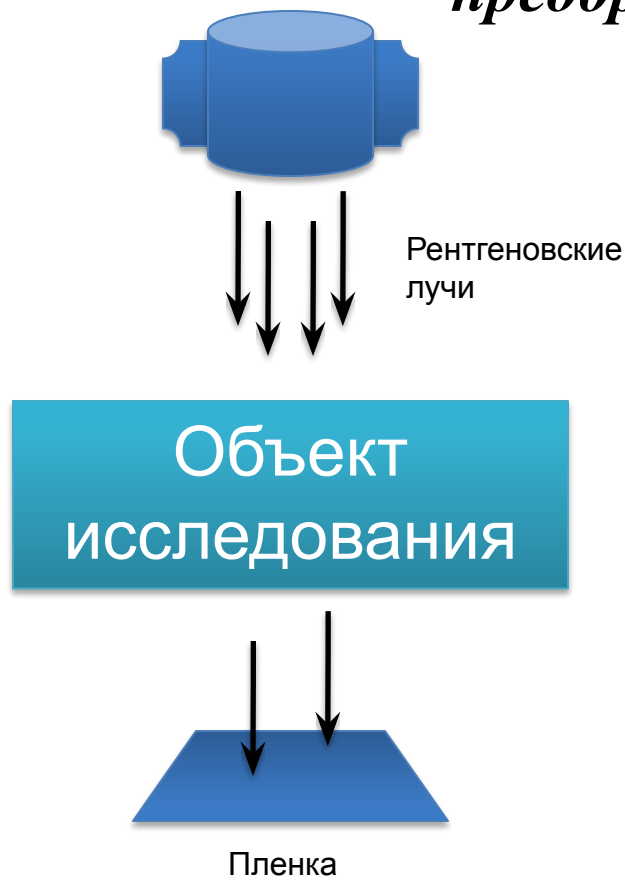 Рентгеновские
лучи
Объект
исследования
Пленка